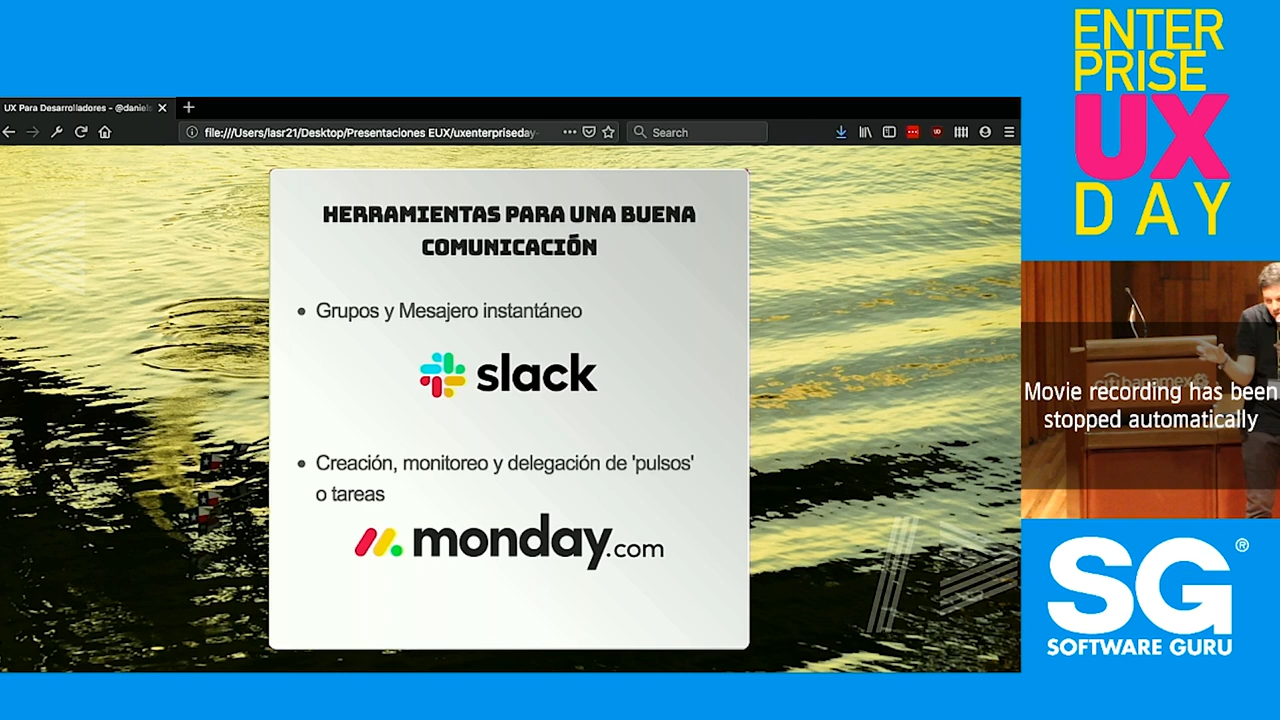 UX Para Desarrolladores - @daniels
file:///Users/lasr21/Desktop/Presentaciones EUX/uxenterpriseday-
Search
HERRAMIENTAS PARA UNA BUENA
COMUNICACIÓN
• Grupos y Mesajero instantáneo
slack
• Creación, monitoreo y delegación de 'pulsos'
o tareas
monday.com
ENTER
PRISE
UX
DAY
citibanamex
Movie recording has been
stopped automatically
SG®
SOFTWARE GURU